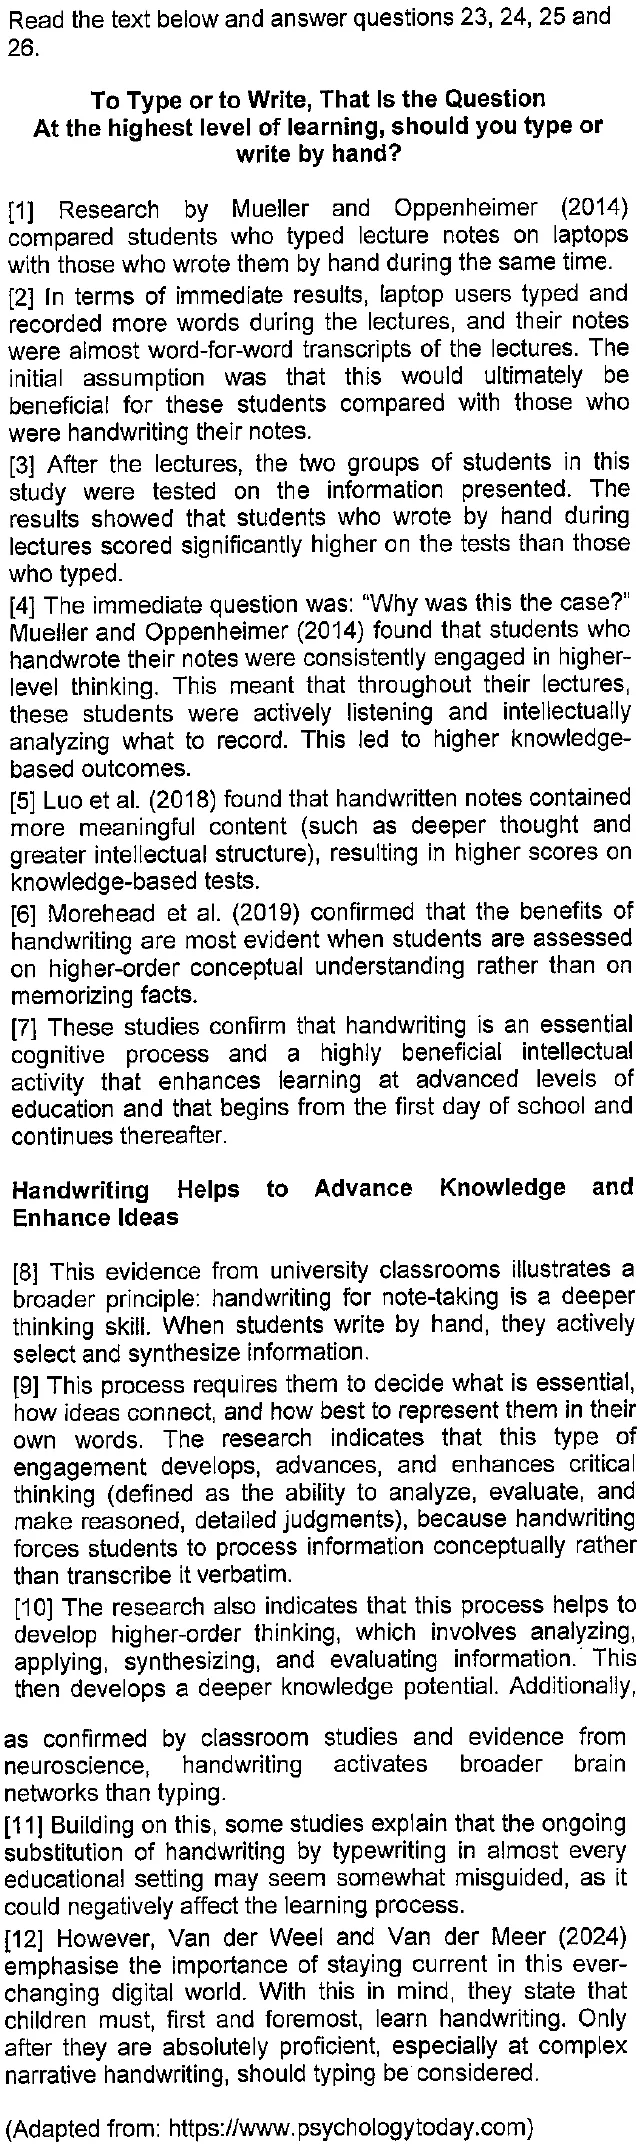 Read the text below and answer questions 23, 24, 25 and
26.
To Type or to Write, That Is the Question
At the highest level of learning, should you type or
write by hand?
[1] Research by Mueller and Oppenheimer (2014)
compared students who typed lecture notes on laptops
with those who wrote them by hand during the same time.
[2] In terms of immediate results, laptop users typed and
recorded more words during the lectures, and their notes
were almost word-for-word transcripts of the lectures. The
initial assumption was that this would ultimately be
beneficial for these students compared with those who
were handwriting their notes.
[3] After the lectures, the two groups of students in this
study were tested on the information presented. The
results showed that students who wrote by hand during
lectures scored significantly higher on the tests than those
who typed.
[4] The immediate question was: “Why was this the case?”
Mueller and Oppenheimer (2014) found that students who
handwrote their notes were consistently engaged in higher-
level thinking. This meant that throughout their lectures,
these students were actively listening and intellectually
analyzing what to record. This led to higher knowledge-
based outcomes.
[5] Luo et al. (2018) found that handwritten notes contained
more meaningful content (such as deeper thought and
greater intellectual structure), resulting in higher scores on
knowledge-based tests.
[6] Morehead et al. (2019) confirmed that the benefits of
handwriting are most evident when students are assessed
on higher-order conceptual understanding rather than on
memorizing facts.
[7] These studies confirm that handwriting is an essential
cognitive process and a highly beneficial intellectual
activity that enhances learning at advanced levels of
education and that begins from the first day of school and
continues thereafter.
Handwriting Helps to Advance Knowledge and
Enhance Ideas
[8] This evidence from university classrooms illustrates a
broader principle: handwriting for note-taking is a deeper
thinking skill. When students write by hand, they actively
select and synthesize information.
[9] This process requires them to decide what is essential,
how ideas connect, and how best to represent them in their
own words. The research indicates that this type of
engagement develops, advances, and enhances critical
thinking (defined as the ability to analyze, evaluate, and
make reasoned, detailed judgments), because handwriting
forces students to process information conceptually rather
than transcribe it verbatim.
[10] The research also indicates that this process helps to
develop higher-order thinking, which involves analyzing,
applying, synthesizing, and evaluating information. This
then develops a deeper knowledge potential. Additionally,
as confirmed by classroom studies and evidence from
neuroscience, handwriting activates broader brain
networks than typing.
[11] Building on this, some studies explain that the ongoing
substitution of handwriting by typewriting in almost every
educational setting may seem somewhat misguided, as it
could negatively affect the learning process.
[12] However, Van der Weel and Van der Meer (2024)
emphasise the importance of staying current in this ever-
changing digital world. With this in mind, they state that
children must, first and foremost, learn handwriting. Only
after they are absolutely proficient, especially at complex
narrative handwriting, should typing be considered.
(Adapted from: https://www.psychologytoday.com)